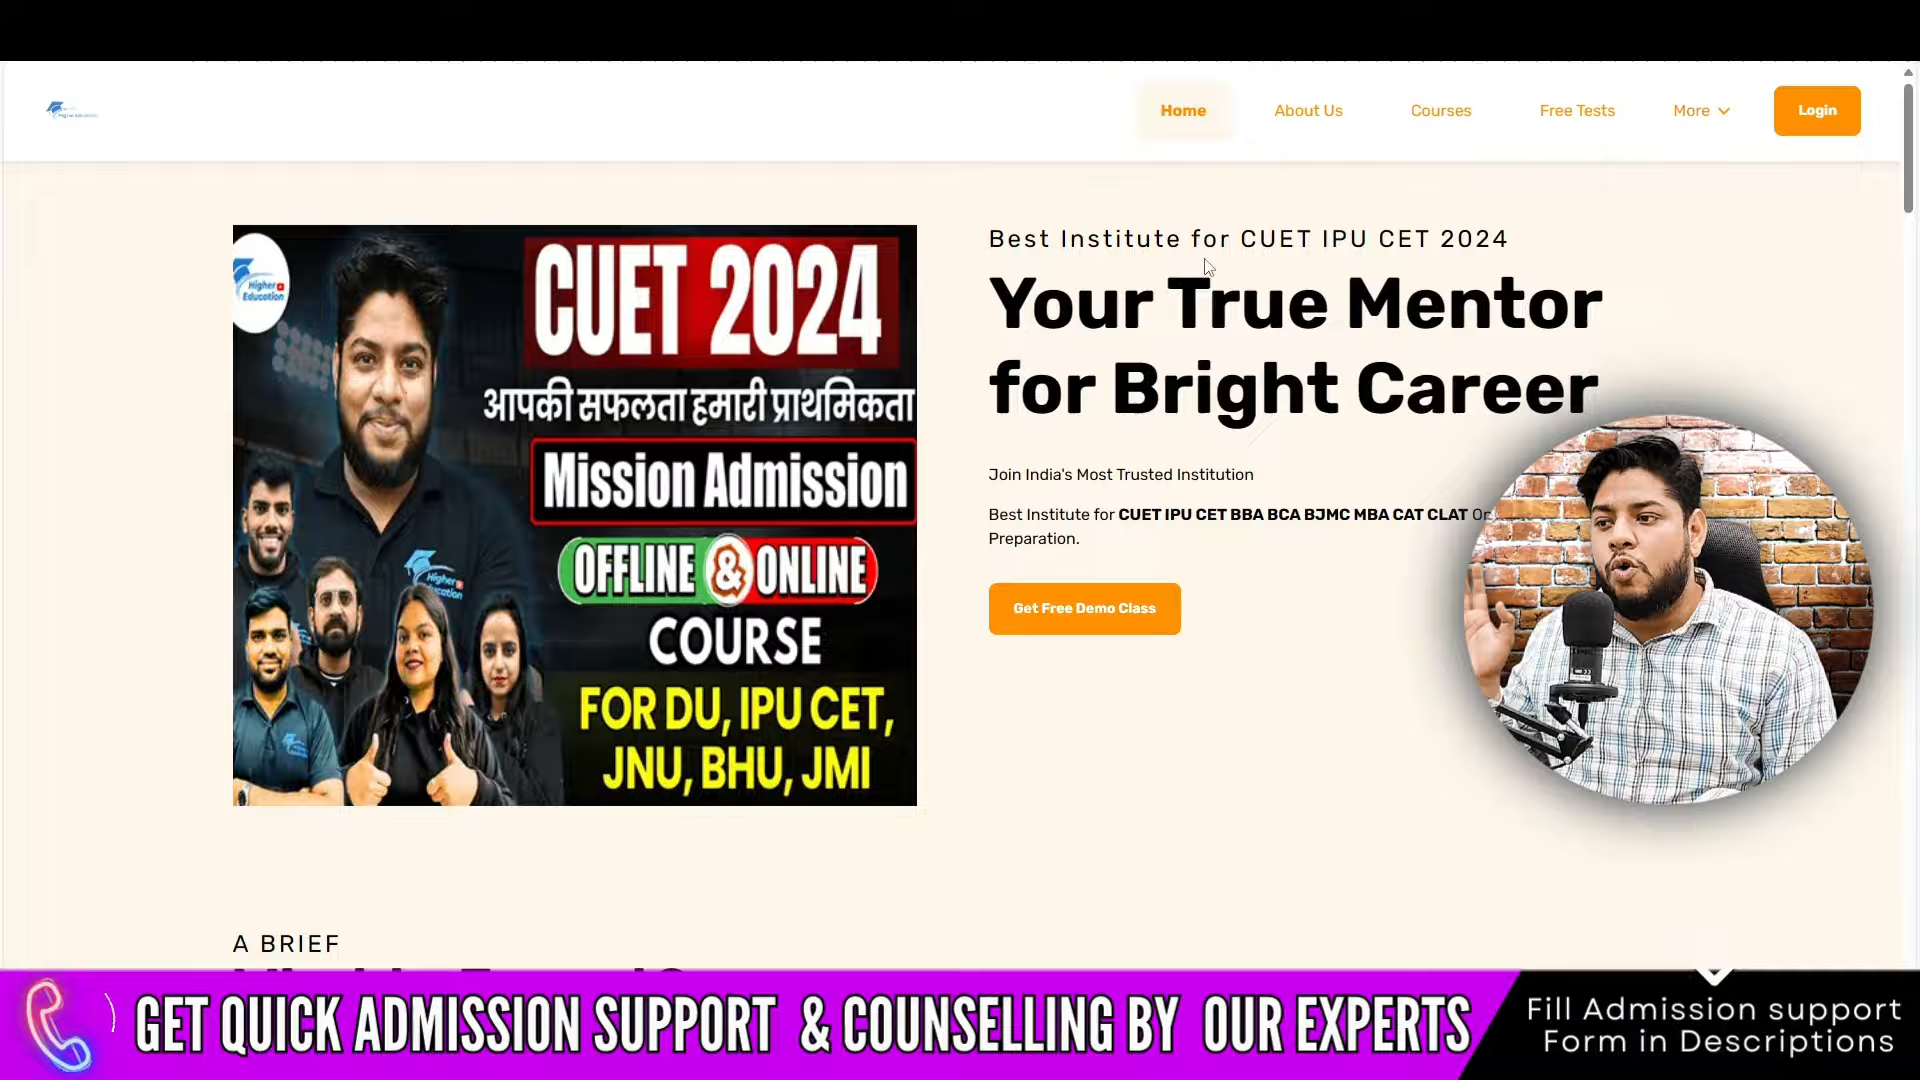 Home
About Us
Courses
Free Tests
More
Login
Higher
Education
CUET 2024
आपकी सफलता हमारी प्राथमिकता
Mission Admission
OFFLINE & ONLINE
COURSE
FOR DU, IPU CET,
JNU, BHU, JMI
Best Institute for CUET IPU CET 2024
Your True Mentor
for Bright Career
Join India's Most Trusted Institution
Best Institute for CUET IPU CET BBA BCA BJMC MBA CAT CLAT
Preparation.
Get Free Demo Class
A BRIEF
GET QUICK ADMISSION SUPPORT & COUNSELLING BY OUR EXPERTS
Fill Admission support
Form in Descriptions